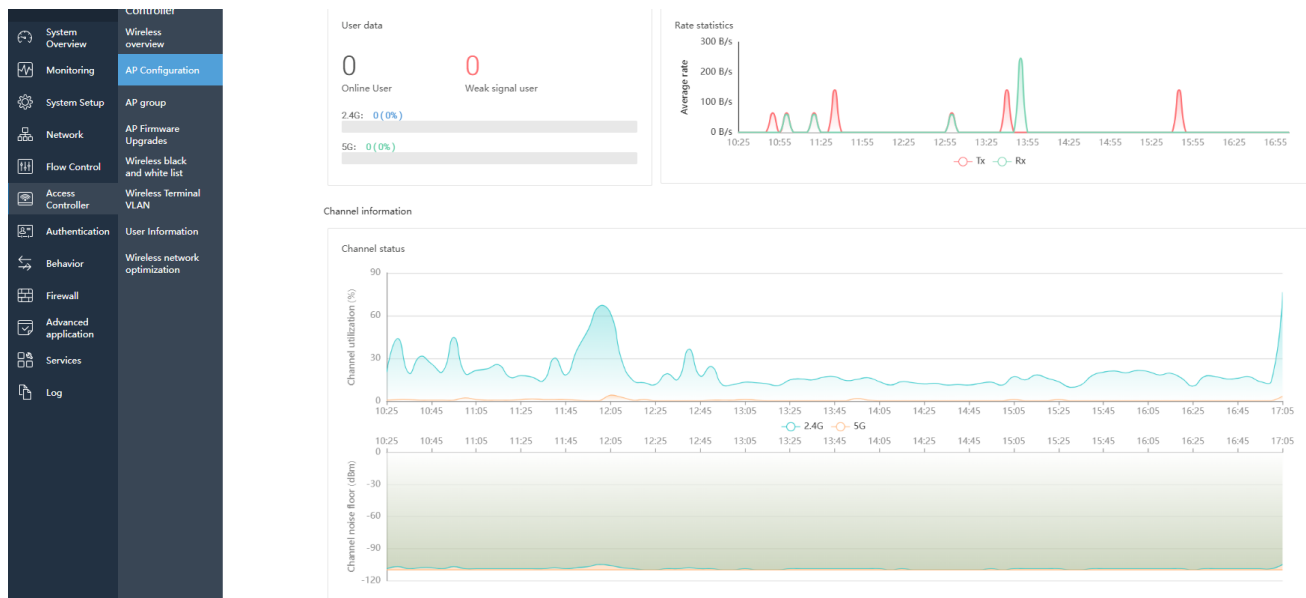 Controller
System
Overview
Monitoring
System Setup
Network
Flow Control
Access
Controller
Authentication
Behavior
Firewall
Advanced
application
Services
Log
Wireless
overview
AP Configuration
AP group
AP Firmware
Upgrades
Wireless black
and white list
Wireless Terminal
VLAN
User Information
Wireless network
optimization
User data
0
Online User
0
Weak signal user
2.4G: 0(0%)
5G: 0(0%)
Rate statistics
Average rate
300 B/s
200 B/s
100 B/s
0 B/s
10:25 10:55 11:25 11:55 12:25 12:55 13:25 13:55 14:25 14:55 15:25 15:55 16:25 16:55
Tx Rx
Channel information
Channel status
Channel utilization (%)
90
60
30
0
10:25 10:45 11:05 11:25 11:45 12:05 12:25 12:45 13:05 13:25 13:45 14:05 14:25 14:45 15:05 15:25 15:45 16:05 16:25 16:45 17:05
2.4G 5G
10:25 10:45 11:05 11:25 11:45 12:05 12:25 12:45 13:05 13:25 13:45 14:05 14:25 14:45 15:05 15:25 15:45 16:05 16:25 16:45 17:05
Channel noise floor (dBm)
0
-30
-60
-90
-120